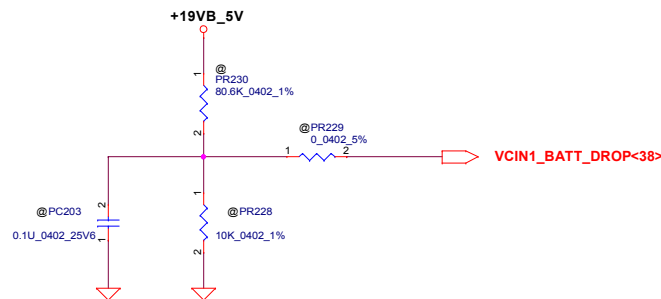 +19VB_5V
1
@
PR230
80.6K_0402_1%
2
@PR229
0_0402_5%
1
2
VCIN1_BATT_DROP<38>
2
@PC203
1
0.1U_0402_25V6
1
@PR228
10K_0402_1%
2